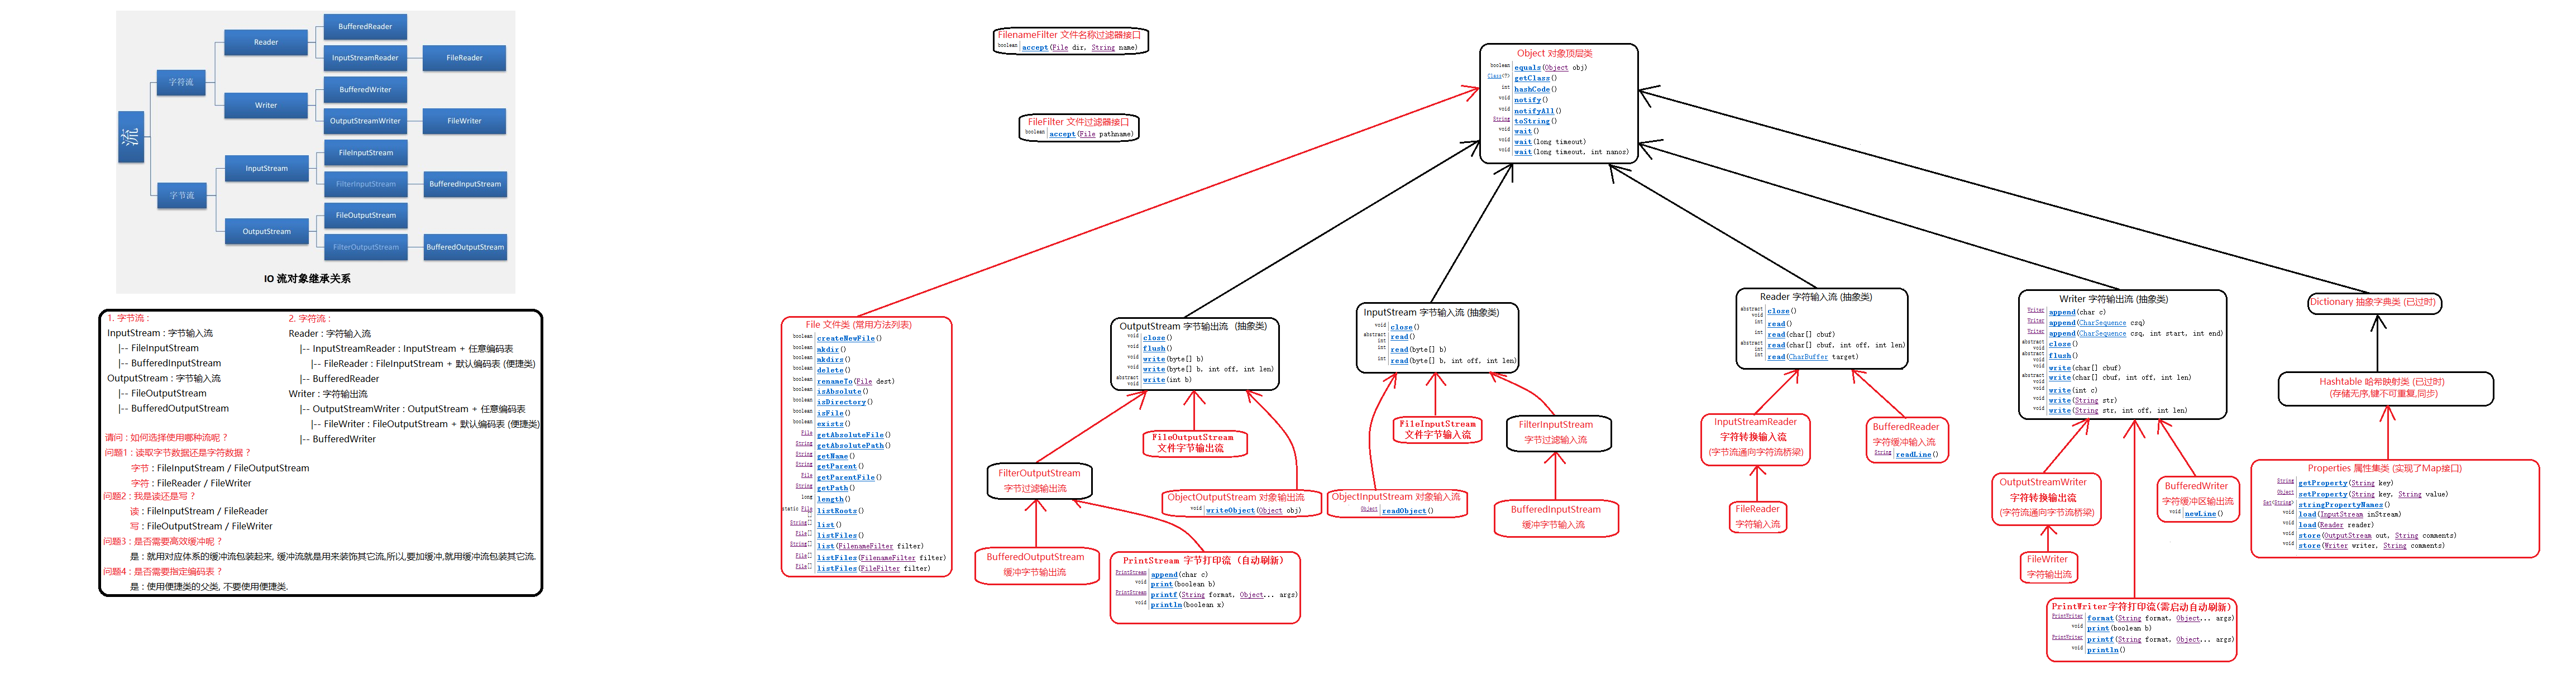 流
字符流
字节流
Reader
Writer
InputStream
OutputStream
BufferedReader
InputStreamReader
FileReader
BufferedWriter
OutputStreamWriter
FileWriter
FileInputStream
FilterInputStream
BufferedInputStream
FileOutputStream
FilterOutputStream
BufferedOutputStream
IO 流对象继承关系
1. 字节流：
InputStream : 字节输入流
|-- FileInputStream
|-- BufferedInputStream
OutputStream : 字节输入流
|-- FileOutputStream
|-- BufferedOutputStream
2. 字符流：
Reader : 字符输入流
|-- InputStreamReader : InputStream + 任意编码表
|-- FileReader : FileInputStream + 默认编码表 (便捷类)
|-- BufferedReader
Writer : 字符输出流
|-- OutputStreamWriter : OutputStream + 任意编码表
|-- FileWriter : FileOutputStream + 默认编码表 (便捷类)
|-- BufferedWriter
请问：如何选择使用哪种流呢？
问题1：读取字节数据还是字符数据？
字节 : FileInputStream / FileOutputStream
字符 : FileReader / FileWriter
问题2：我是读还是写？
读 : FileInputStream / FileReader
写 : FileOutputStream / FileWriter
问题3：是否需要高效缓冲呢？
是 : 就用对应体系的缓冲流包装起来, 缓冲流就是用来装饰其它流,所以,要加缓冲,就用缓冲流包装其它流.
问题4：是否需要指定编码表？
是 : 使用便捷类的父类, 不要使用便捷类.
FilenameFilter 文件名称过滤器接口
boolean accept(File dir, String name)
FileFilter 文件过滤器接口
boolean accept(File pathname)
Object 对象顶层类
boolean equals(Object obj)
Class<?> getClass()
int hashCode()
void notify()
void notifyAll()
String toString()
void wait()
void wait(long timeout)
void wait(long timeout, int nanos)
File 文件类 (常用方法列表)
boolean createNewFile()
boolean mkdir()
boolean mkdirs()
boolean delete()
boolean renameTo(File dest)
boolean isAbsolute()
boolean isDirectory()
boolean isFile()
boolean exists()
File getAbsoluteFile()
String getAbsolutePath()
String getName()
String getParent()
File getParentFile()
String getPath()
long length()
static File[] listRoots()
String[] list()
File[] listFiles()
String[] list(FilenameFilter filter)
File[] listFiles(FilenameFilter filter)
File[] listFiles(FileFilter filter)
OutputStream 字节输出流 (抽象类)
void close()
void flush()
void write(byte[] b)
void write(byte[] b, int off, int len)
abstract void write(int b)
FilterOutputStream
字节过滤输出流
BufferedOutputStream
缓冲字节输出流
PrintStream 字节打印流 (自动刷新)
PrintStream append(char c)
void print(boolean b)
PrintStream printf(String format, Object... args)
void println(boolean x)
FileOutputStream
文件字节输出流
ObjectOutputStream 对象输出流
void writeObject(Object obj)
InputStream 字节输入流 (抽象类)
void close()
abstract int read()
int read(byte[] b)
int read(byte[] b, int off, int len)
ObjectInputStream 对象输入流
Object readObject()
FileInputStream
文件字节输入流
FilterInputStream
字节过滤输入流
BufferedInputStream
缓冲字节输入流
Reader 字符输入流 (抽象类)
abstract void close()
int read()
int read(char[] cbuf)
abstract int read(char[] cbuf, int off, int len)
int read(CharBuffer target)
InputStreamReader
字符转换输入流
(字节流通向字符流桥梁)
FileReader
字符输入流
BufferedReader
字符缓冲输入流
String readLine()
Writer 字符输出流 (抽象类)
Writer append(char c)
Writer append(CharSequence csq)
Writer append(CharSequence csq, int start, int end)
abstract void close()
abstract void flush()
void write(char[] cbuf)
abstract void write(char[] cbuf, int off, int len)
void write(int c)
void write(String str)
void write(String str, int off, int len)
OutputStreamWriter
字符转换输出流
(字符流通向字节流桥梁)
FileWriter
字符输出流
BufferedWriter
字符缓冲区输出流
void newLine()
PrintWriter字符打印流(需启动自动刷新)
PrintWriter format(String format, Object... args)
void print(boolean b)
PrintWriter printf(String format, Object... args)
void println()
Dictionary 抽象字典类 (已过时)
Hashtable 哈希映射类 (已过时)
(存储无序,键不可重复,同步)
Properties 属性集类 (实现了Map接口)
String getProperty(String key)
Object setProperty(String key, String value)
Set<String> stringPropertyNames()
void load(InputStream inStream)
void load(Reader reader)
void store(OutputStream out, String comments)
void store(Writer writer, String comments)